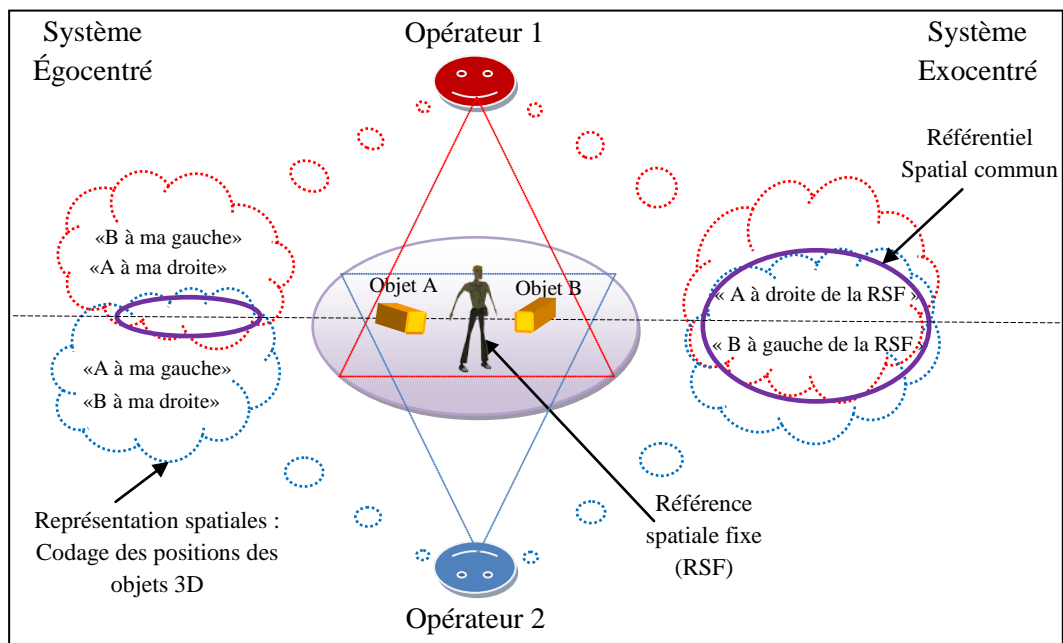 Système
Égocentré
Opérateur 1
Système
Exocentré
Référentiel
Spatial commun
«B à ma gauche»
«A à ma droite»
Objet A
Objet B
« A à droite de la RSF »
« B à gauche de la RSF »
«A à ma gauche»
«B à ma droite»
Représentation spatiales :
Codage des positions des
objets 3D
Référence
spatiale fixe
(RSF)
Opérateur 2